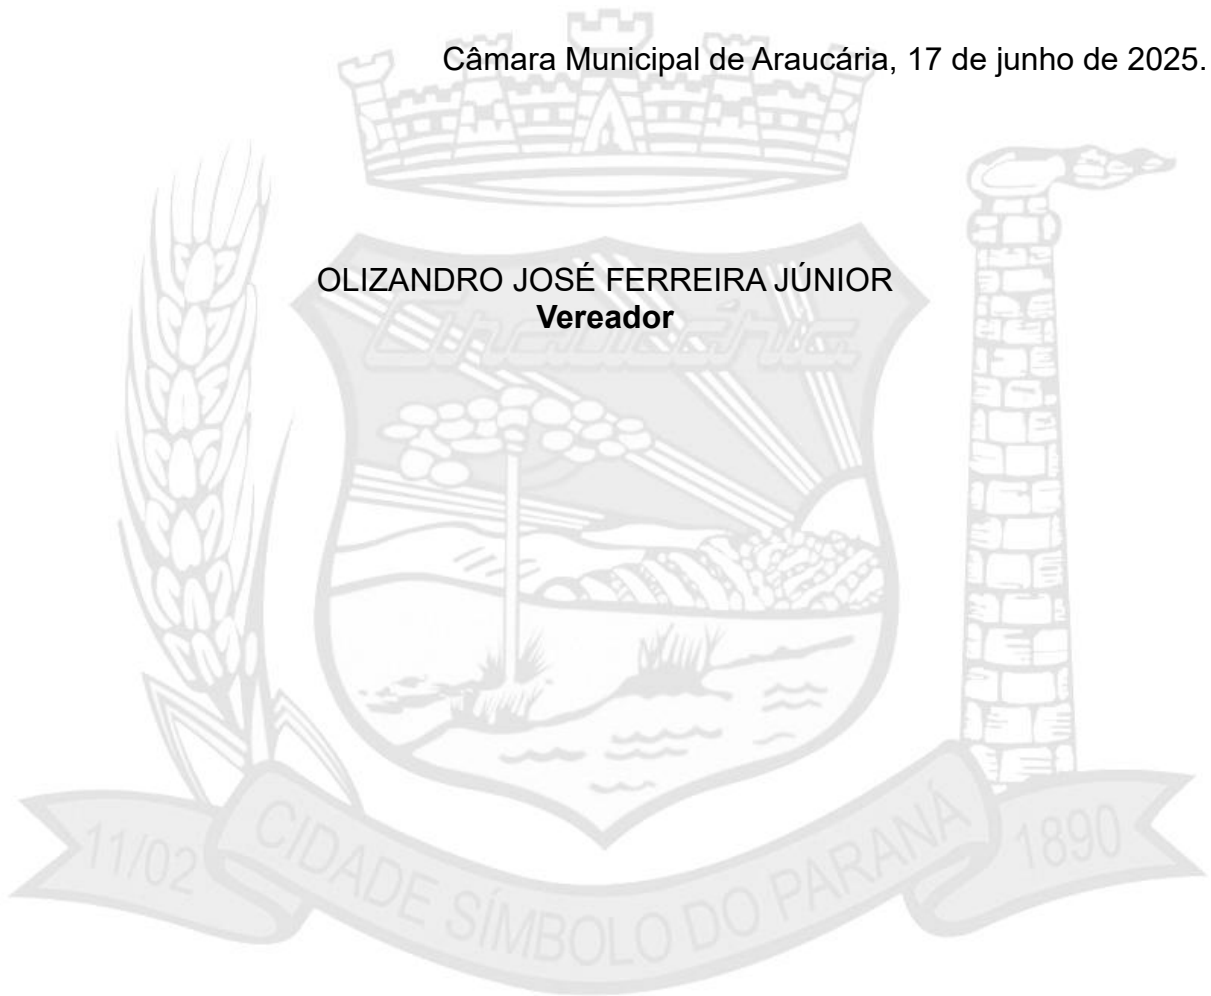 Câmara Municipal de Araucária, 17 de junho de 2025.
OLIZANDRO JOSÉ FERREIRA JÚNIOR
Vereador
Araucária
11/02 CIDADE SÍMBOLO DO PARANÁ 1890